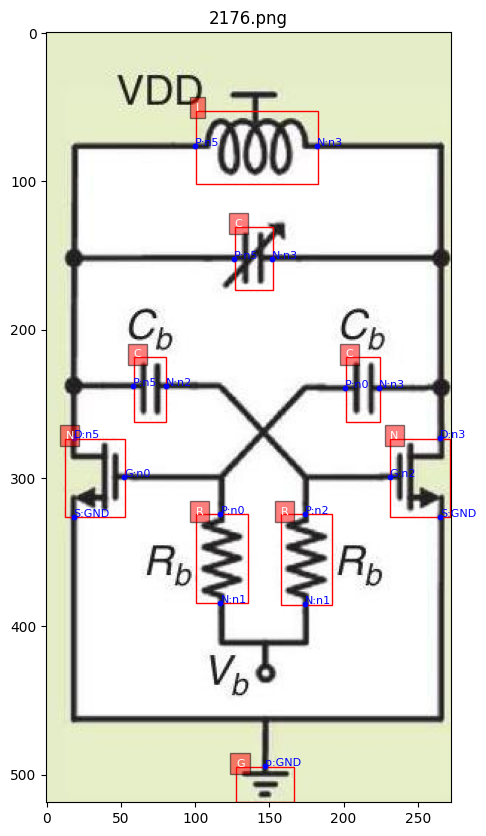 2176.png
0
VDD
L
P:n5 N:n3
100
C
P:n5 N:n3
200
C_b C_b
C C
P:n5 N:n2 P:n0 N:n3
N D:n5 N D:n3
300
G:n0 G:n2
S:GND R P:n0 R P:n2 S:GND
R_b R_b
N:n1 N:n1
400
V_b
G p:GND
500
0 50 100 150 200 250